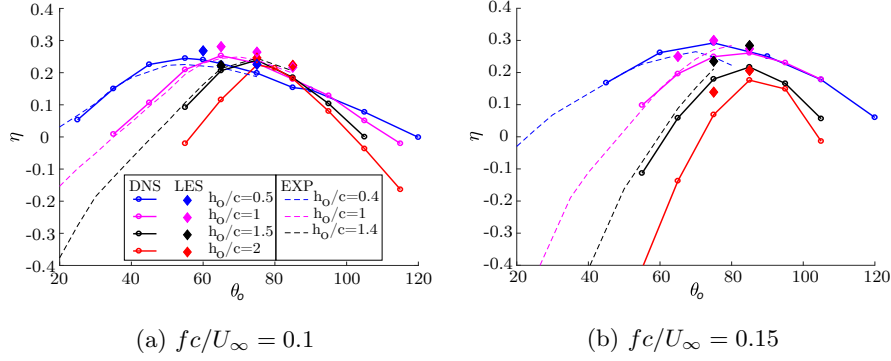 0.4
0.3
0.2
0.1
0
-0.1
-0.2
-0.3
-0.4
η
20 40 60 80 100 120
θo
DNS LES EXP
ho/c=0.5
ho/c=1
ho/c=1.5
ho/c=2
ho/c=0.4
ho/c=1
ho/c=1.4
(a) fc/U∞ = 0.1
0.4
0.3
0.2
0.1
0
-0.1
-0.2
-0.3
-0.4
η
20 40 60 80 100 120
θo
(b) fc/U∞ = 0.15